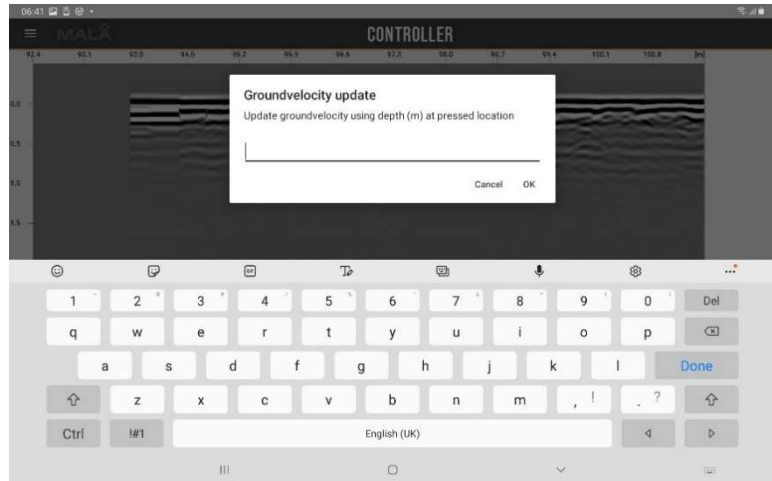 06:41
MALÅ CONTROLLER
92.4 93.1 93.8 94.5 95.2 95.9 96.6 97.3 98.0 98.7 99.4 100.1 100.8 [m]
0.0
0.5
1.0
1.5
Groundvelocity update
Update groundvelocity using depth (m) at pressed location
Cancel OK
GIF
1 2 3 4 5 6 7 8 9 0 Del
q w e r t y u i o p
a s d f g h j k l Done
z x c v b n m , ! . ?
Ctrl !#1 English (UK)